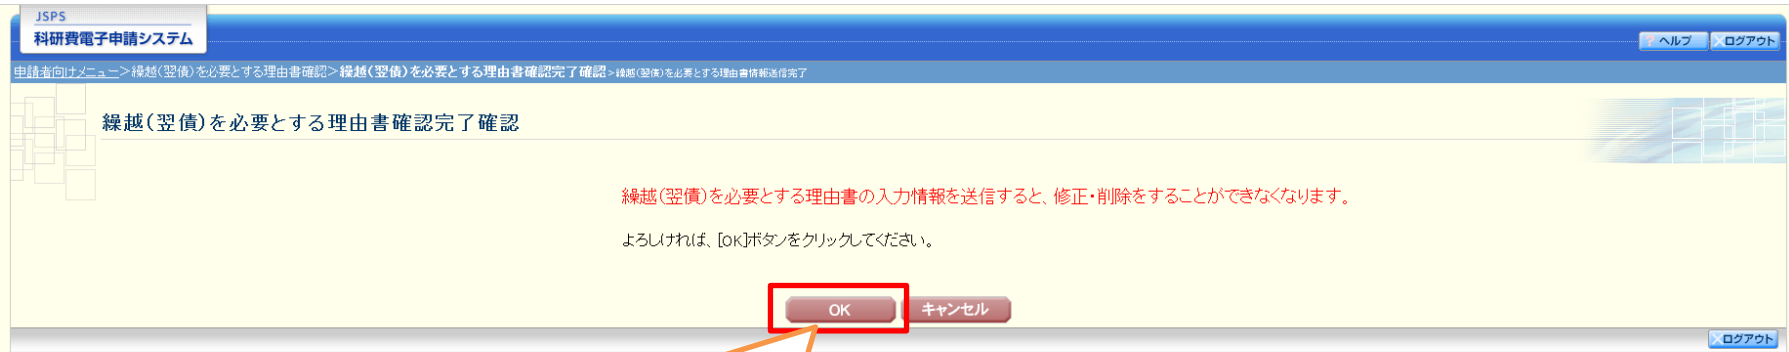 JSPS
科研費電子申請システム
? ヘルプ
×ログアウト
申請者向けメニュー>繰越(翌債)を必要とする理由書確認>繰越(翌債)を必要とする理由書確認完了確認>繰越(翌債)を必要とする理由書情報送信完了
繰越(翌債)を必要とする理由書確認完了確認
繰越(翌債)を必要とする理由書の入力情報を送信すると、修正・削除をすることができなくなります。
よろしければ、[OK]ボタンをクリックしてください。
OK
キャンセル
×ログアウト